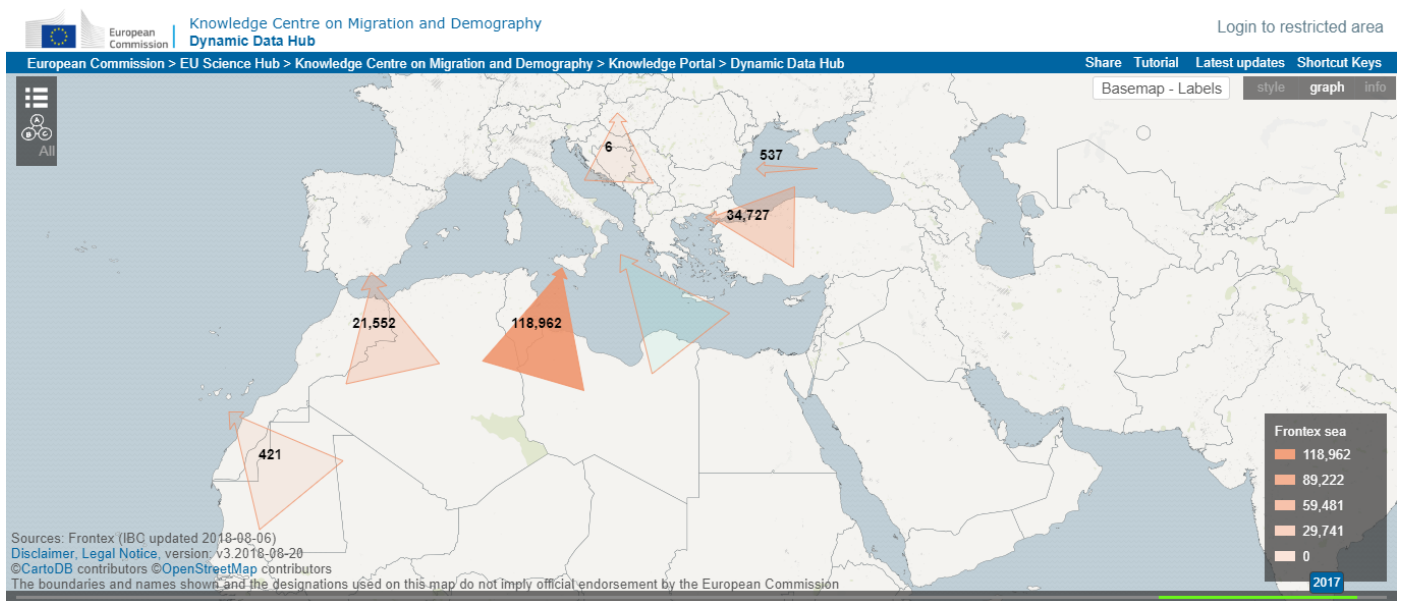 European
Commission
Knowledge Centre on Migration and Demography
Dynamic Data Hub
Login to restricted area
European Commission > EU Science Hub > Knowledge Centre on Migration and Demography > Knowledge Portal > Dynamic Data Hub
Share Tutorial Latest updates Shortcut Keys
Basemap - Labels
style graph info
A
B C
All
6
537
34,727
21,552
118,962
421
Frontex sea
118,962
89,222
59,481
29,741
0
2017
Sources: Frontex (IBC updated 2018-08-06)
Disclaimer, Legal Notice, version: v3.2018-08-20
©CartoDB contributors ©OpenStreetMap contributors
The boundaries and names shown and the designations used on this map do not imply official endorsement by the European Commission